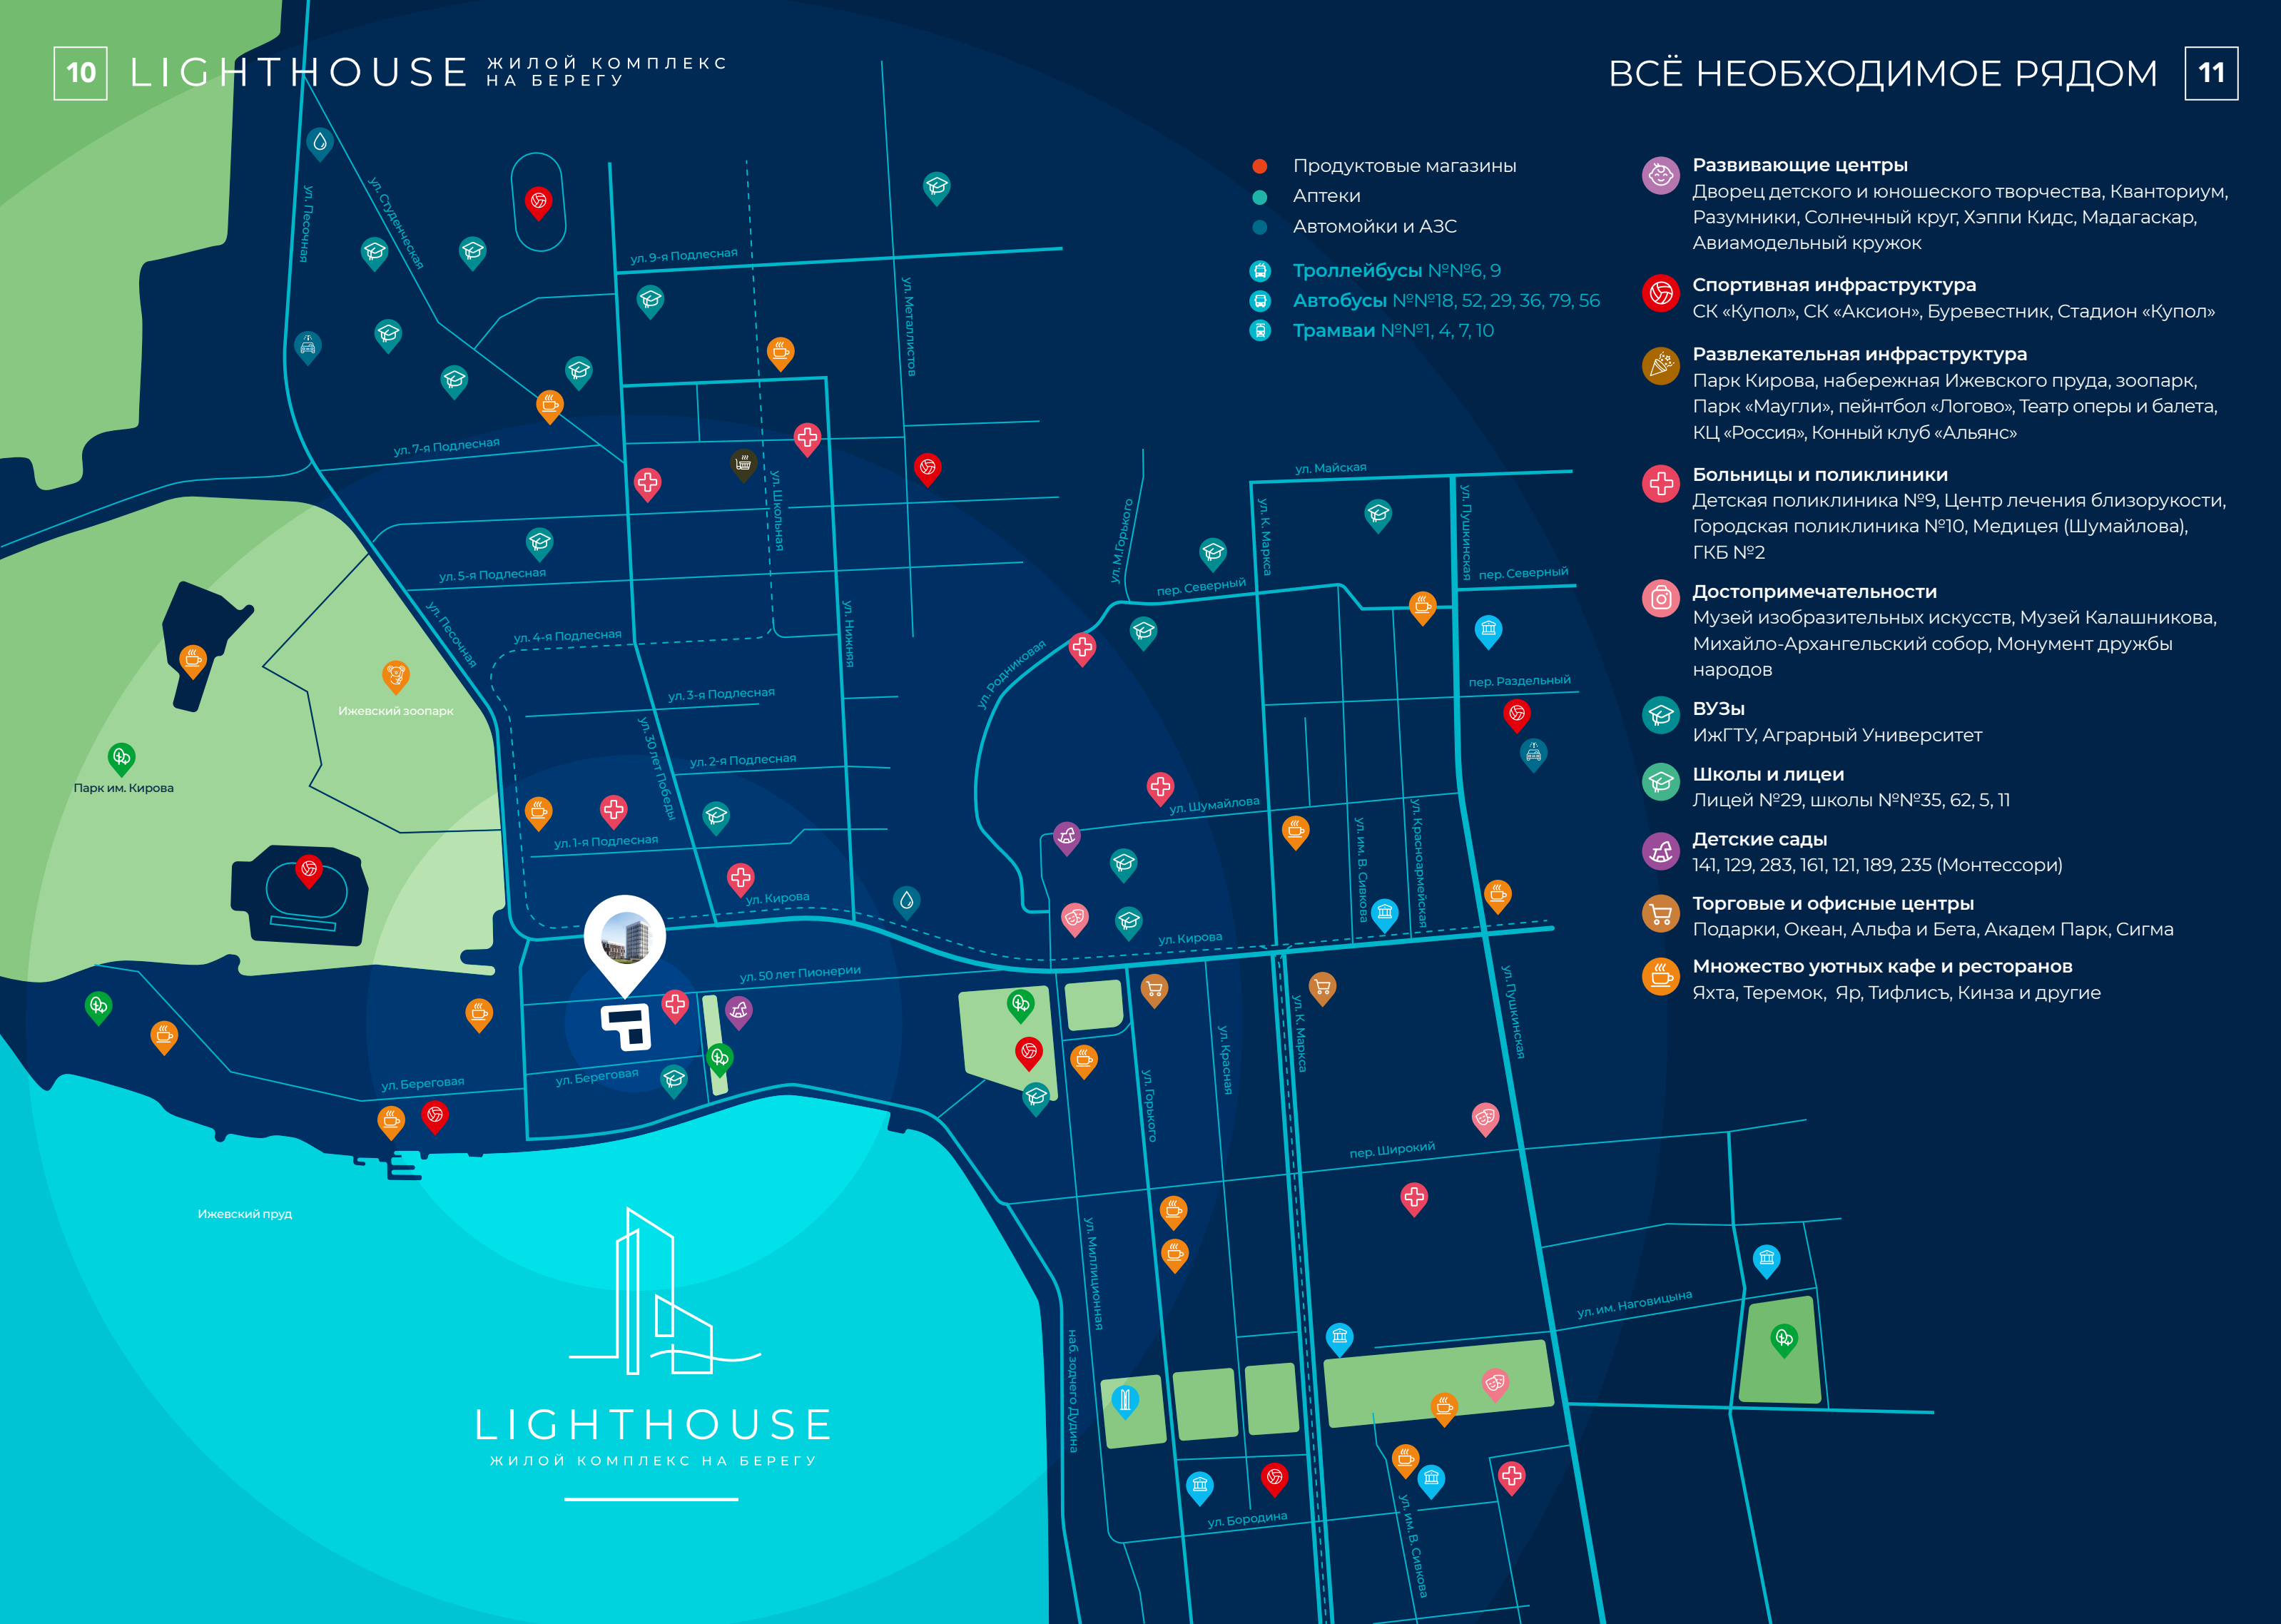 10
LIGHTHOUSE
ЖИЛОЙ КОМПЛЕКС
НА БЕРЕГУ
ВСЁ НЕОБХОДИМОЕ РЯДОМ
11
Продуктовые магазины
Аптеки
Автомойки и АЗС
Троллейбусы №№6, 9
Автобусы №№18, 52, 29, 36, 79, 56
Трамваи №№1, 4, 7, 10
Развивающие центры
Дворец детского и юношеского творчества, Кванториум,
Разумники, Солнечный круг, Хэппи Кидс, Мадагаскар,
Авиамодельный кружок
Спортивная инфраструктура
СК «Купол», СК «Аксион», Буревестник, Стадион «Купол»
Развлекательная инфраструктура
Парк Кирова, набережная Ижевского пруда, зоопарк,
Парк «Маугли», пейнтбол «Логово», Театр оперы и балета,
КЦ «Россия», Конный клуб «Альянс»
Больницы и поликлиники
Детская поликлиника №9, Центр лечения близорукости,
Городская поликлиника №10, Медицея (Шумайлова),
ГКБ №2
Достопримечательности
Музей изобразительных искусств, Музей Калашникова,
Михайло-Архангельский собор, Монумент дружбы
народов
ВУЗы
ИжГТУ, Аграрный Университет
Школы и лицеи
Лицей №29, школы №№35, 62, 5, 11
Детские сады
141, 129, 283, 161, 121, 189, 235 (Монтессори)
Торговые и офисные центры
Подарки, Океан, Альфа и Бета, Академ Парк, Сигма
Множество уютных кафе и ресторанов
Яхта, Теремок, Яр, Тифлисъ, Кинза и другие
ул. Песочная
ул. Студенческая
ул. 9-я Подлесная
ул. Металлистов
ул. 7-я Подлесная
ул. Школьная
ул. 5-я Подлесная
ул. Песочная
ул. 4-я Подлесная
ул. Нижняя
ул. 3-я Подлесная
ул. 30 лет Победы
ул. 2-я Подлесная
ул. 1-я Подлесная
ул. Кирова
Ижевский зоопарк
Парк им. Кирова
ул. Майская
ул. М.Горького
ул. К. Маркса
ул. Пушкинская
пер. Северный
пер. Северный
ул. Родниковая
пер. Раздельный
ул. Шумайлова
ул. им. В. Сивкова
ул. Красноармейская
ул. Кирова
ул. 50 лет Пионерии
ул. Береговая
ул. Береговая
ул. Горького
ул. Красная
ул. К. Маркса
ул. Пушкинская
пер. Широкий
ул. Миллиционная
наб. зодчего Дудина
ул. им. Наговицына
ул. Бородина
ул. им. В. Сивкова
Ижевский пруд
LIGHTHOUSE
ЖИЛОЙ КОМПЛЕКС НА БЕРЕГУ